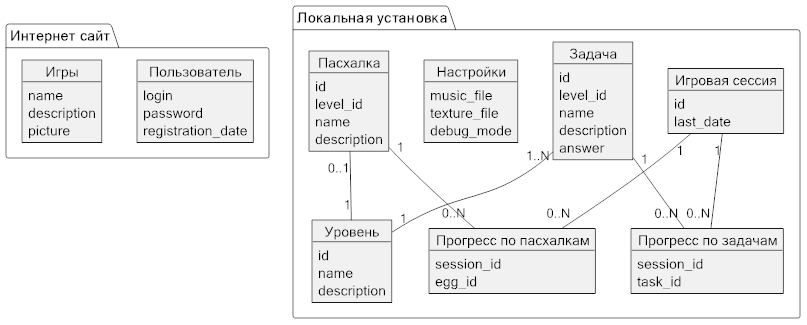 Интернет сайт
Игры
name
description
picture
Пользователь
login
password
registration_date
Локальная установка
Пасхалка
id
level_id
name
description
Настройки
music_file
texture_file
debug_mode
Задача
id
level_id
name
description
answer
Игровая сессия
id
last_date
0..1
1
1
0..N
1..N
1
1
0..N
0..N
1
0..N
Уровень
id
name
description
Прогресс по пасхалкам
session_id
egg_id
Прогресс по задачам
session_id
task_id